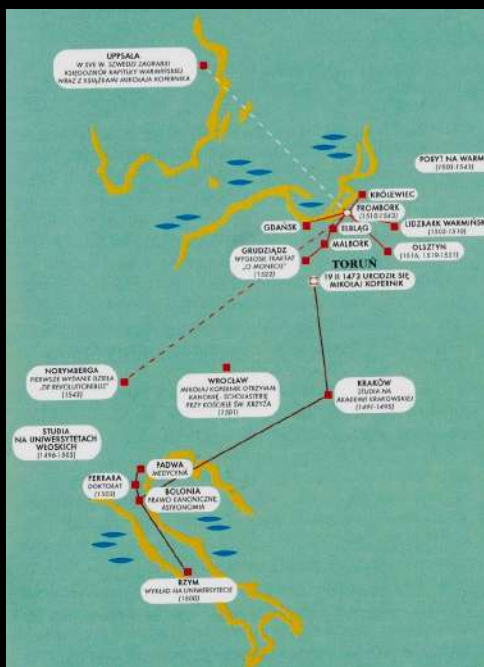 UPPSALA
W XVII W. SZWEDZI ZAGRABILI
KSIĘGOZBIÓR KAPITUŁY WARMIŃSKIEJ
WRAZ Z KSIĄŻKAMI MIKOŁAJA KOPERNIKA
POBYT NA WARM
(1503-1543)
KRÓLEWIEC
FROMBORK
(1510-1543)
GDAŃSK
ELBLĄG
LIDZBARK WARMIŃSKI
(1503-1510)
MALBORK
OLSZTYN
(1516, 1519-1521)
GRUDZIĄDZ
WYGŁOSIŁ TRAKTAT
„O MONECIE”
(1522)
TORUŃ
19 II 1473 URODZIŁ SIĘ
MIKOŁAJ KOPERNIK
NORYMBERGA
PIERWSZE WYDANIE DZIEŁA
„DE REVOLUTIONIBUS”
(1543)
WROCŁAW
MIKOŁAJ KOPERNIK OTRZYMAŁ
KANONIĘ - SCHOLASTERIĘ
PRZY KOŚCIELE ŚW. KRZYŻA
(1501)
KRAKÓW
STUDIA NA
AKADEMII KRAKOWSKIEJ
(1491-1495)
STUDIA
NA UNIWERSYTETACH
WŁOSKICH
(1496-1503)
PADWA
MEDYCYNA
FERRARA
DOKTORAT
(1503)
BOLONIA
PRAWO KANONICZNE,
ASTRONOMIA
RZYM
WYKŁAD NA UNIWERSYTECIE
(1500)